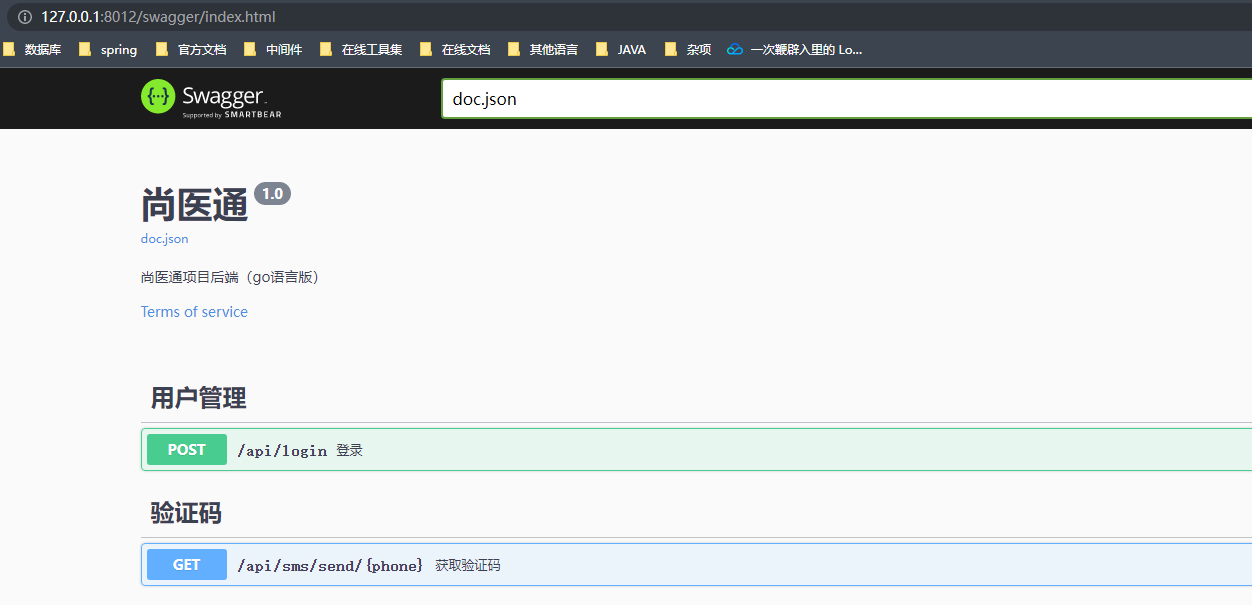 127.0.0.1:8012/swagger/index.html
数据库 spring 官方文档 中间件 在线工具集 在线文档 其他语言 JAVA 杂项 一次鞭辟入里的 Lo...
{...} Swagger. doc.json
Supported by SMARTBEAR
尚医通 1.0
doc.json
尚医通项目后端（go语言版）
Terms of service
用户管理
POST /api/login 登录
验证码
GET /api/sms/send/{phone} 获取验证码